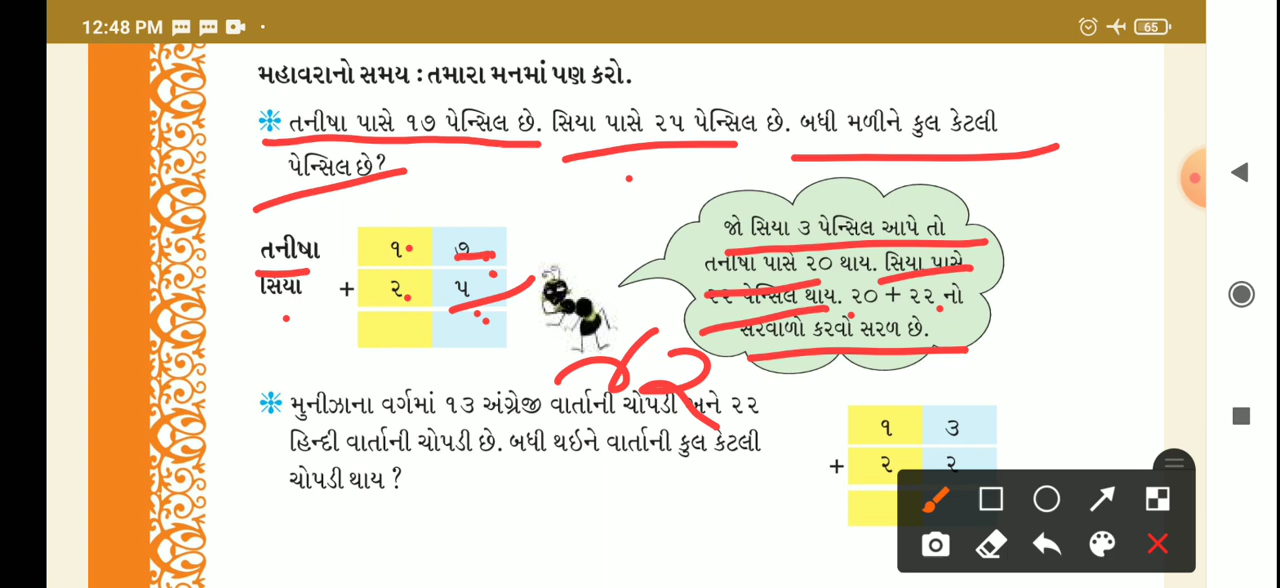 12:48 PM
65
મહાવરાનો સમય : તમારા મનમાં પણ કરો.
તનીષા પાસે ૧૭ પેન્સિલ છે. સિયા પાસે ૨૫ પેન્સિલ છે. બધી મળીને કુલ કેટલી
પેન્સિલ છે?
તનીષા ૧ ૭
સિયા + ૨ ૫
જો સિયા ૩ પેન્સિલ આપે તો
તનીષા પાસે ૨૦ થાય. સિયા પાસે
૨૨ પેન્સિલ થાય. ૨૦ + ૨૨ નો
સરવાળો કરવો સરળ છે.
૪૨
મુનીઝાના વર્ગમાં ૧૩ અંગ્રેજી વાર્તાની ચોપડી અને ૨૨
હિન્દી વાર્તાની ચોપડી છે. બધી થઇને વાર્તાની કુલ કેટલી
ચોપડી થાય ?
૧ ૩
+ ૨ ૨